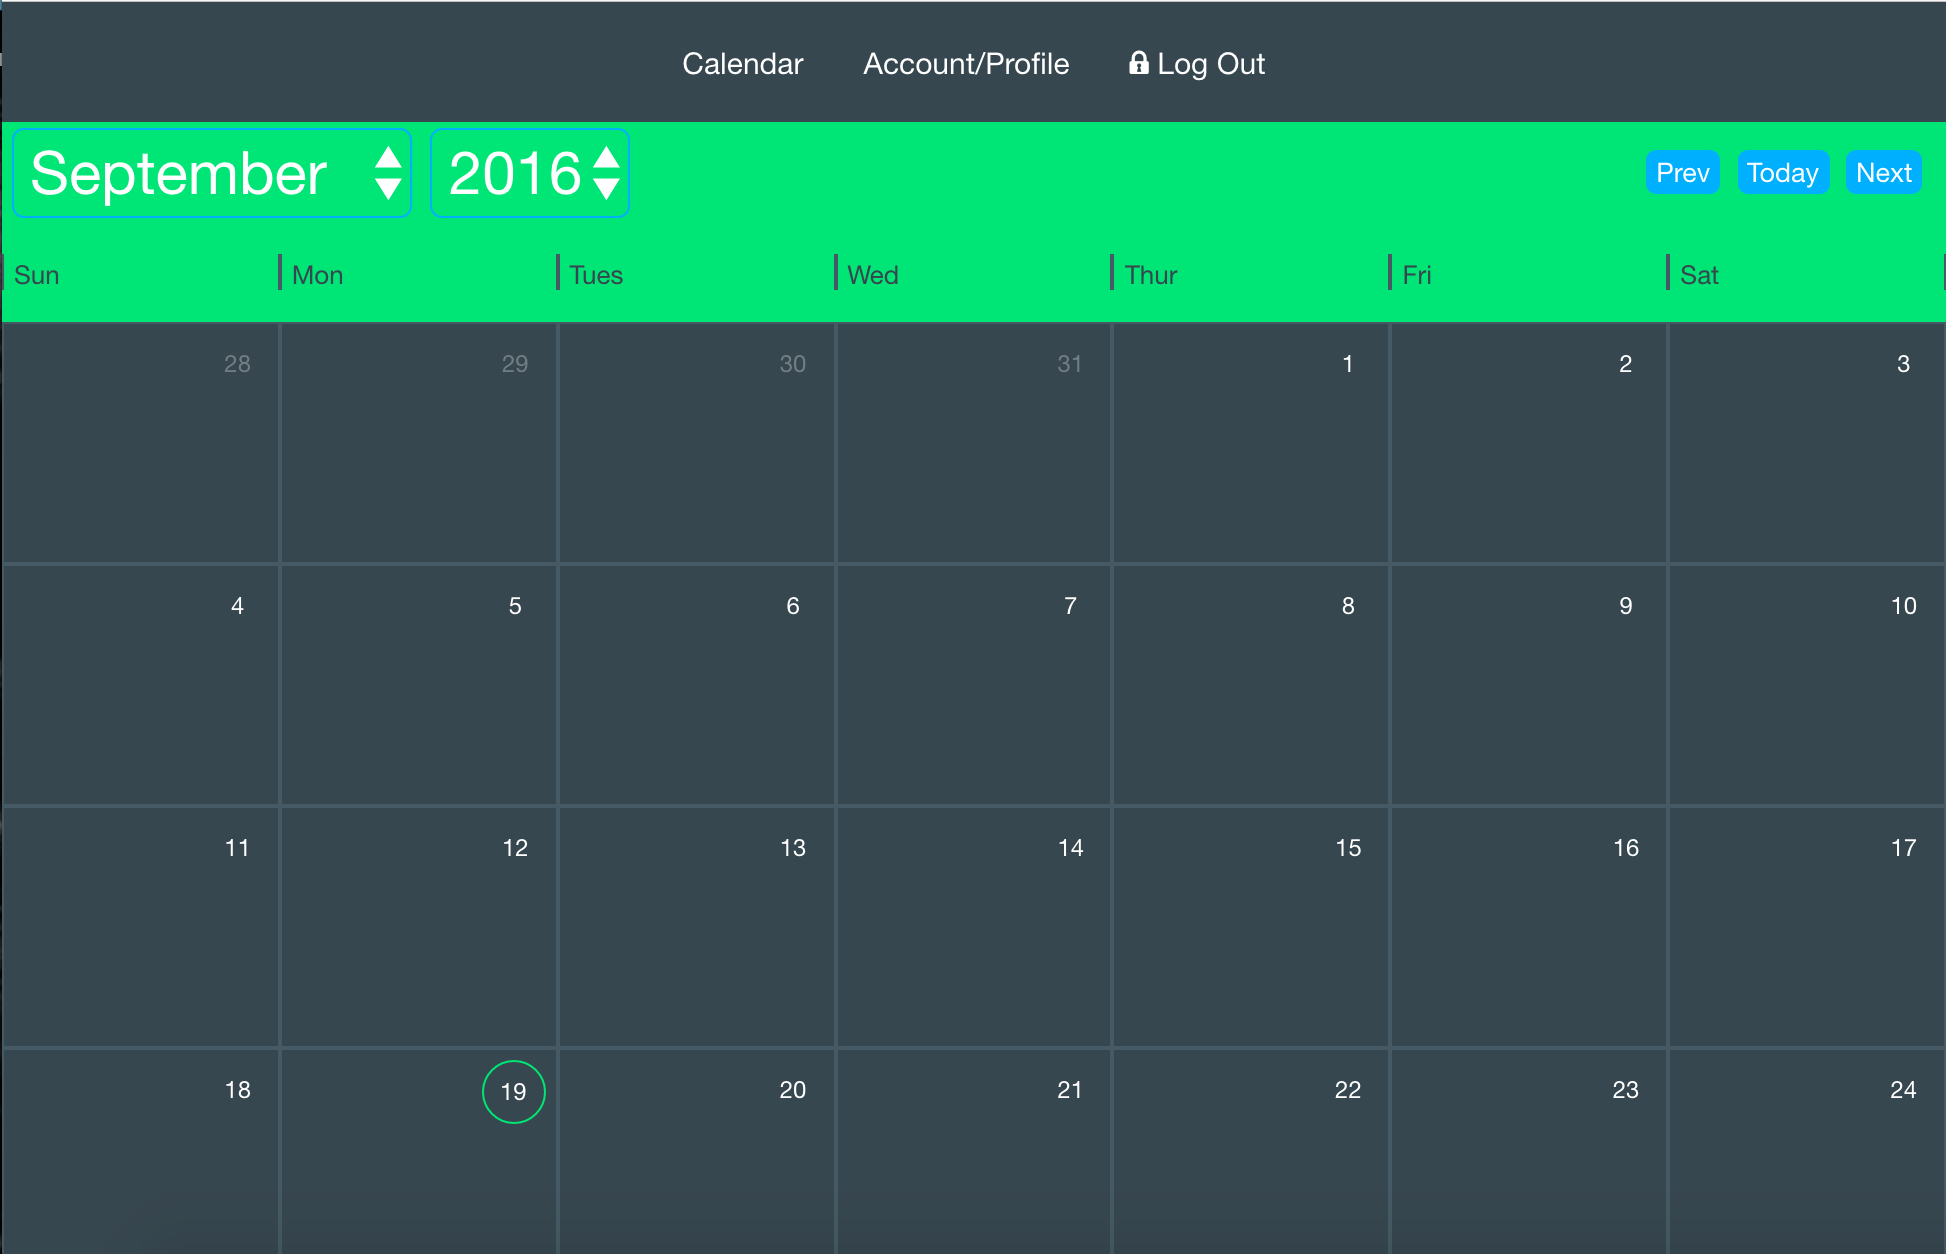 Calendar Account/Profile Log Out
September 2016 Prev Today Next
Sun Mon Tues Wed Thur Fri Sat
28 29 30 31 1 2 3
4 5 6 7 8 9 10
11 12 13 14 15 16 17
18 19 20 21 22 23 24